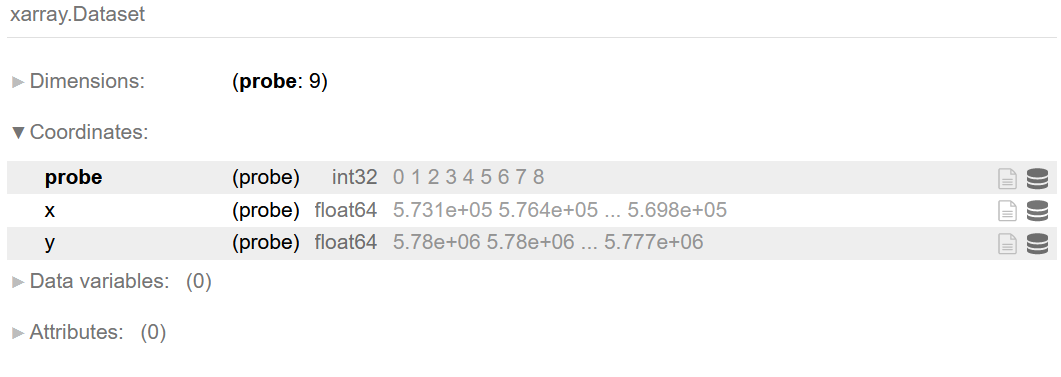 xarray.Dataset
► Dimensions: (probe: 9)
▼ Coordinates:
probe (probe) int32 0 1 2 3 4 5 6 7 8
x (probe) float64 5.731e+05 5.764e+05 ... 5.698e+05
y (probe) float64 5.78e+06 5.78e+06 ... 5.777e+06
► Data variables: (0)
► Attributes: (0)